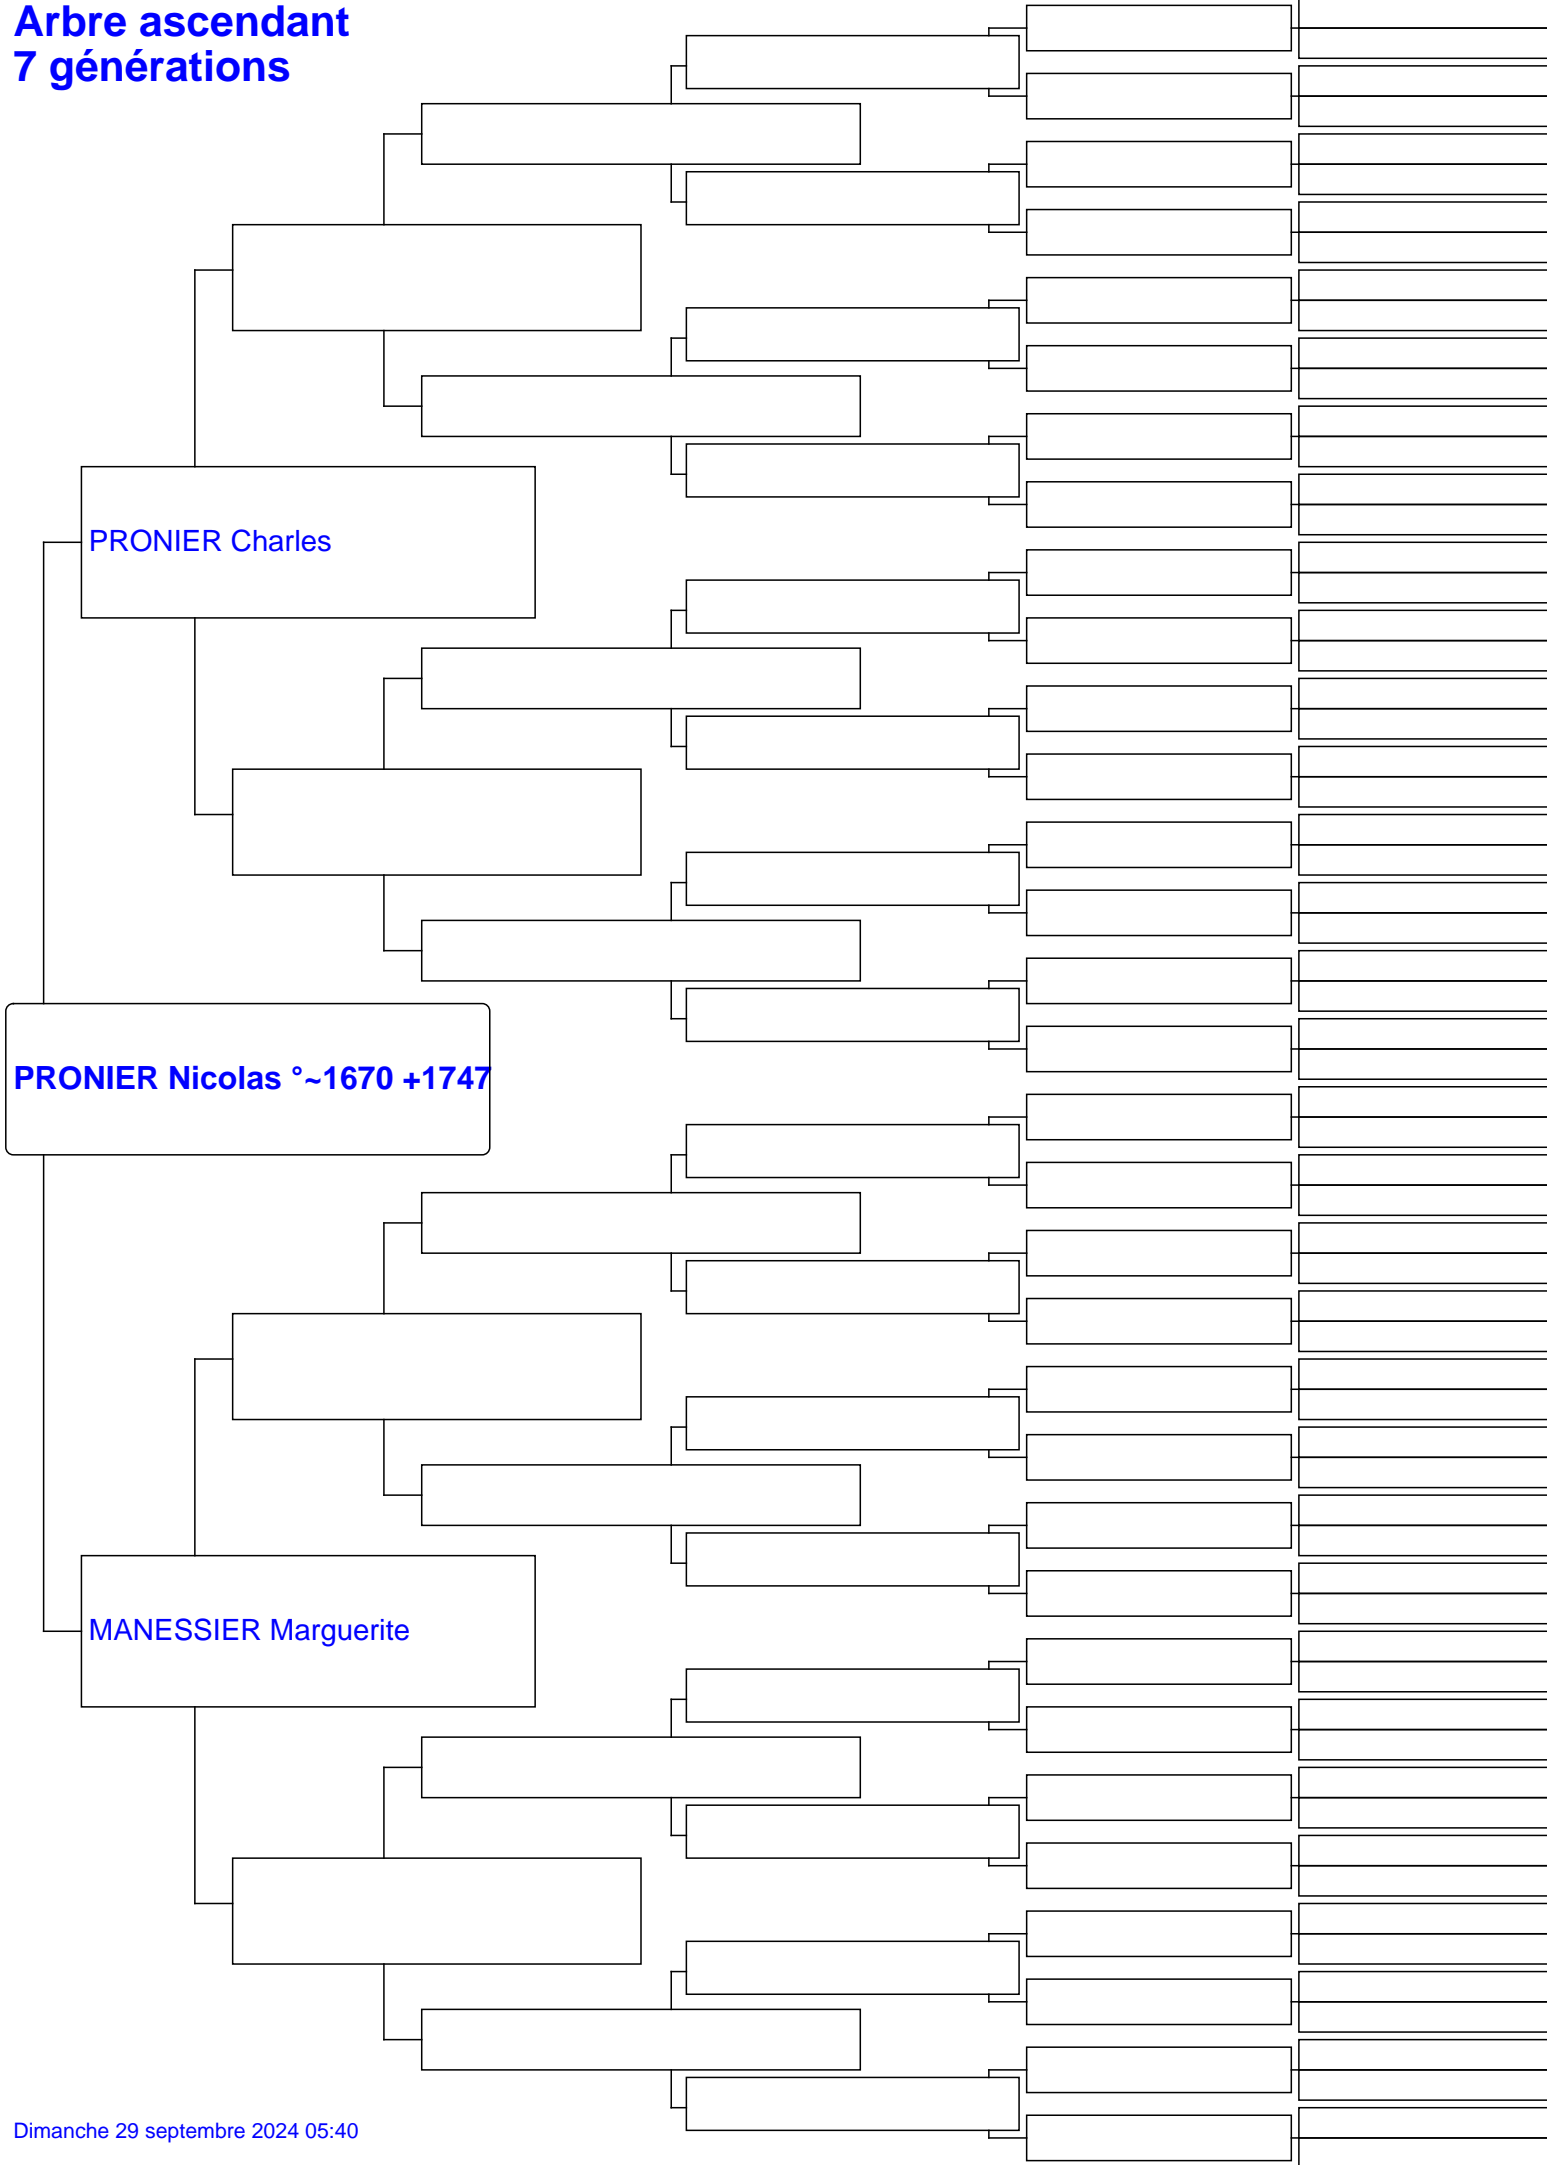 Arbre ascendant
7 générations
PRONIER Charles
PRONIER Nicolas °~1670 +1747
MANESSIER Marguerite
Dimanche 29 septembre 2024 05:40